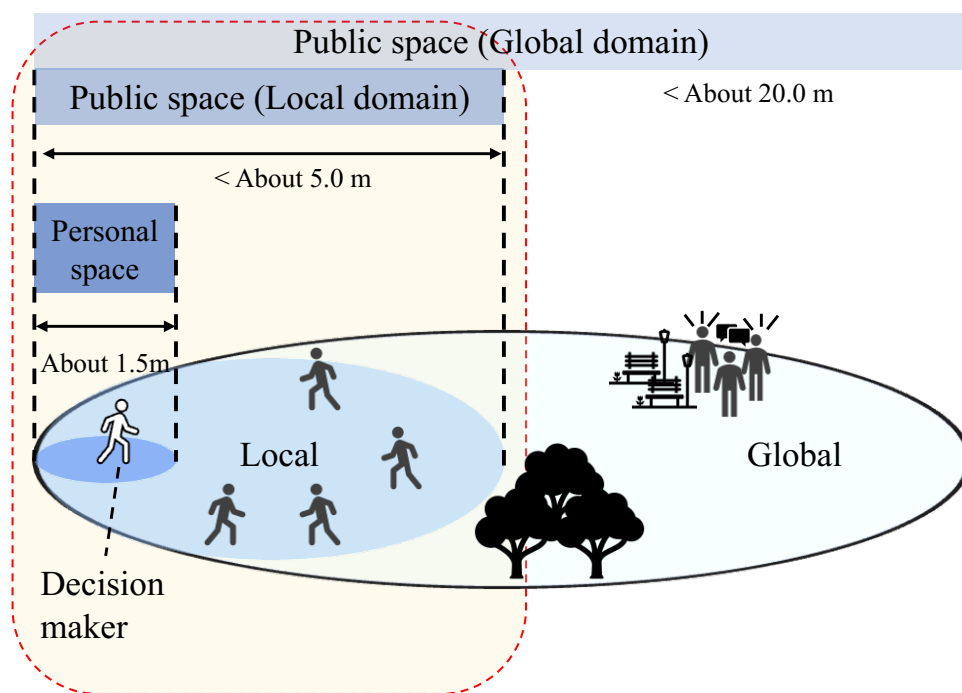 Public space (Global domain)
Public space (Local domain)
< About 20.0 m
< About 5.0 m
Personal
space
About 1.5m
Local
Global
Decision
maker